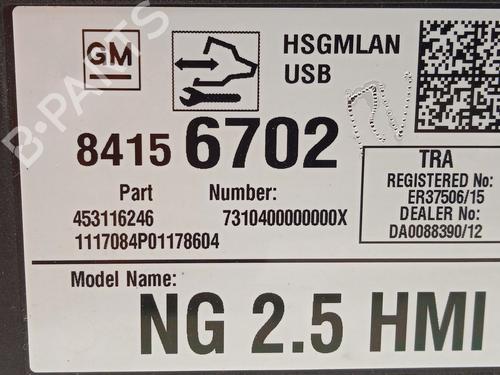 GM
HSGMLAN
USB
8415 6702
Part Number:
453116246 7310400000000X
1117084P01178604
TRA
REGISTERED No:
ER37506/15
DEALER No:
DA0088390/12
Model Name:
NG 2.5 HMI
B-PARTS